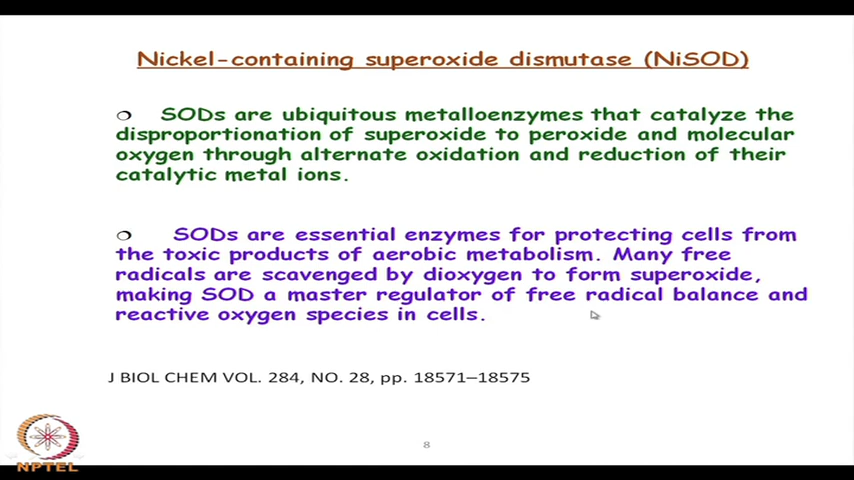 Nickel-containing superoxide dismutase (NiSOD)
❍ SODs are ubiquitous metalloenzymes that catalyze the
disproportionation of superoxide to peroxide and molecular
oxygen through alternate oxidation and reduction of their
catalytic metal ions.
❍ SODs are essential enzymes for protecting cells from
the toxic products of aerobic metabolism. Many free
radicals are scavenged by dioxygen to form superoxide,
making SOD a master regulator of free radical balance and
reactive oxygen species in cells.
J BIOL CHEM VOL. 284, NO. 28, pp. 18571–18575
8
NPTEL